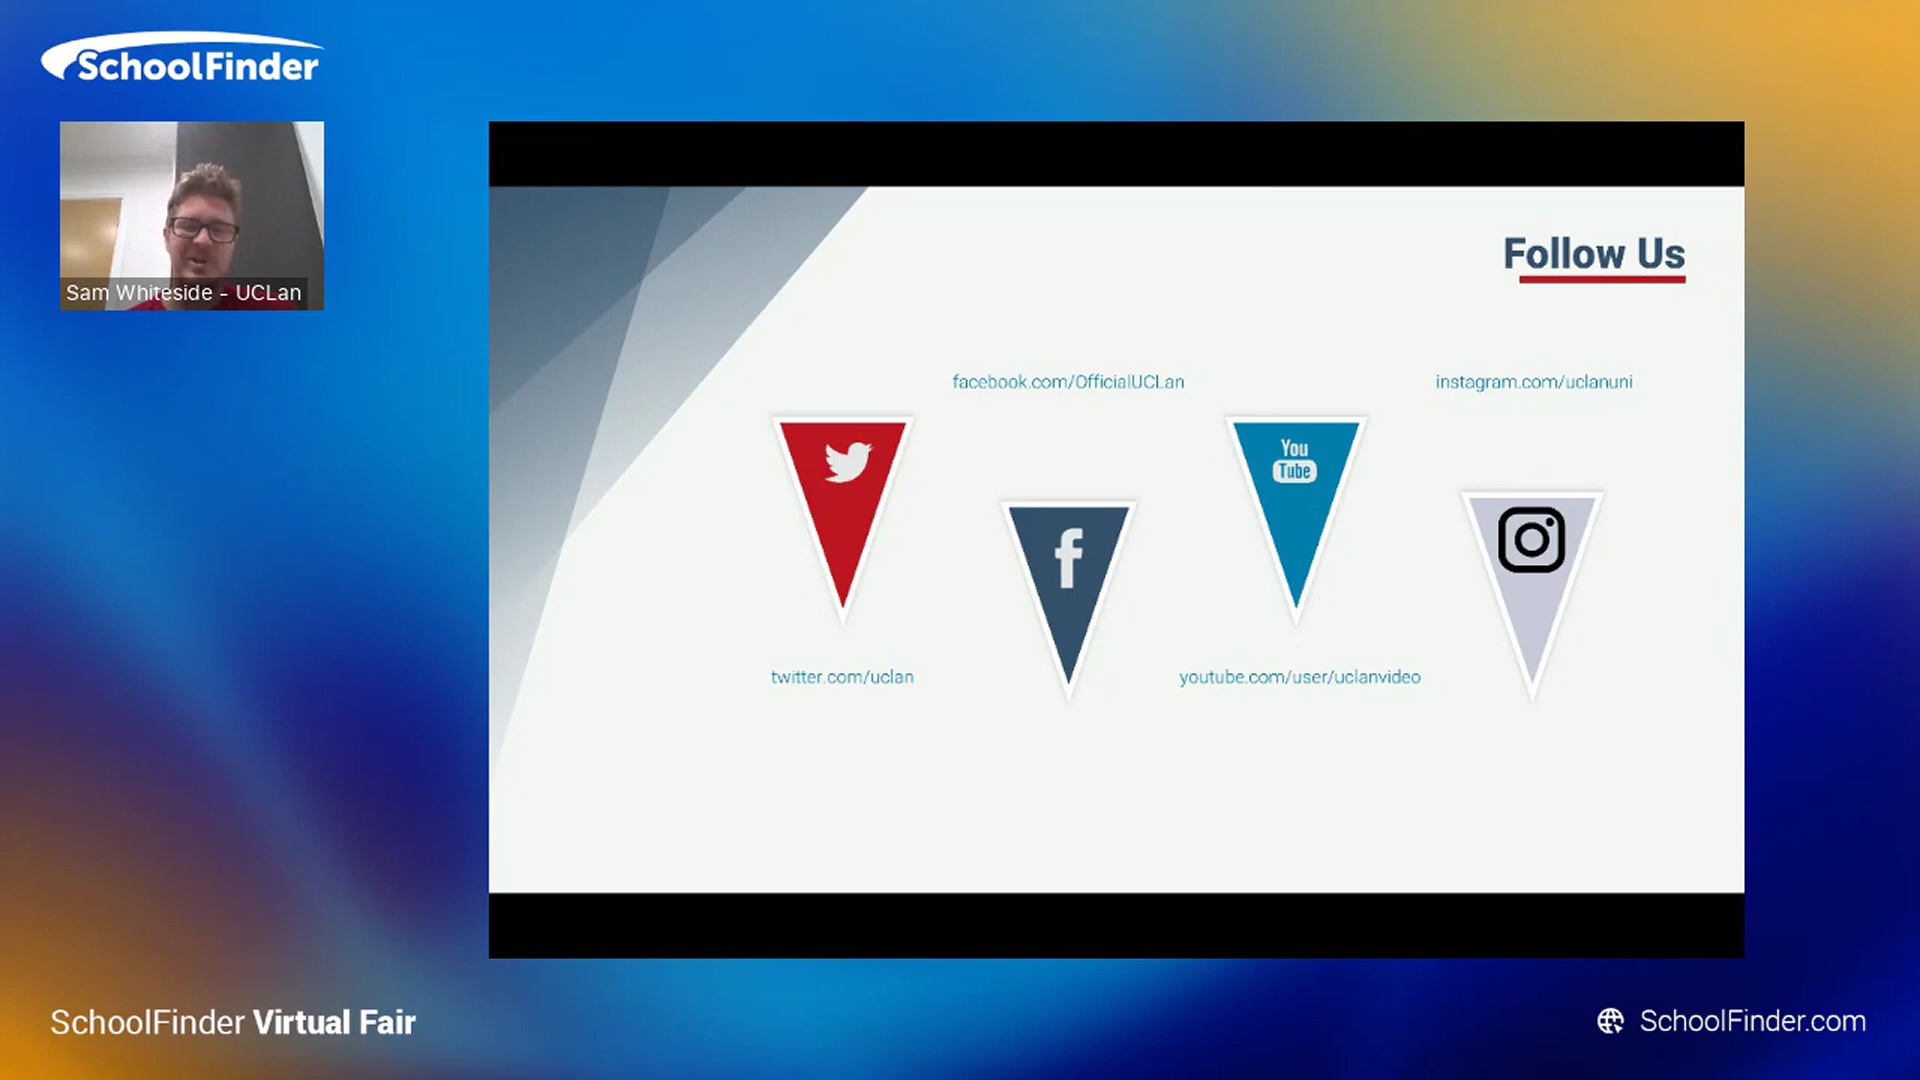 SchoolFinder
Sam Whiteside - UCLan
Follow Us
facebook.com/OfficialUCLan
instagram.com/uclanuni
You
Tube
f
twitter.com/uclan
youtube.com/user/uclanvideo
SchoolFinder Virtual Fair
SchoolFinder.com